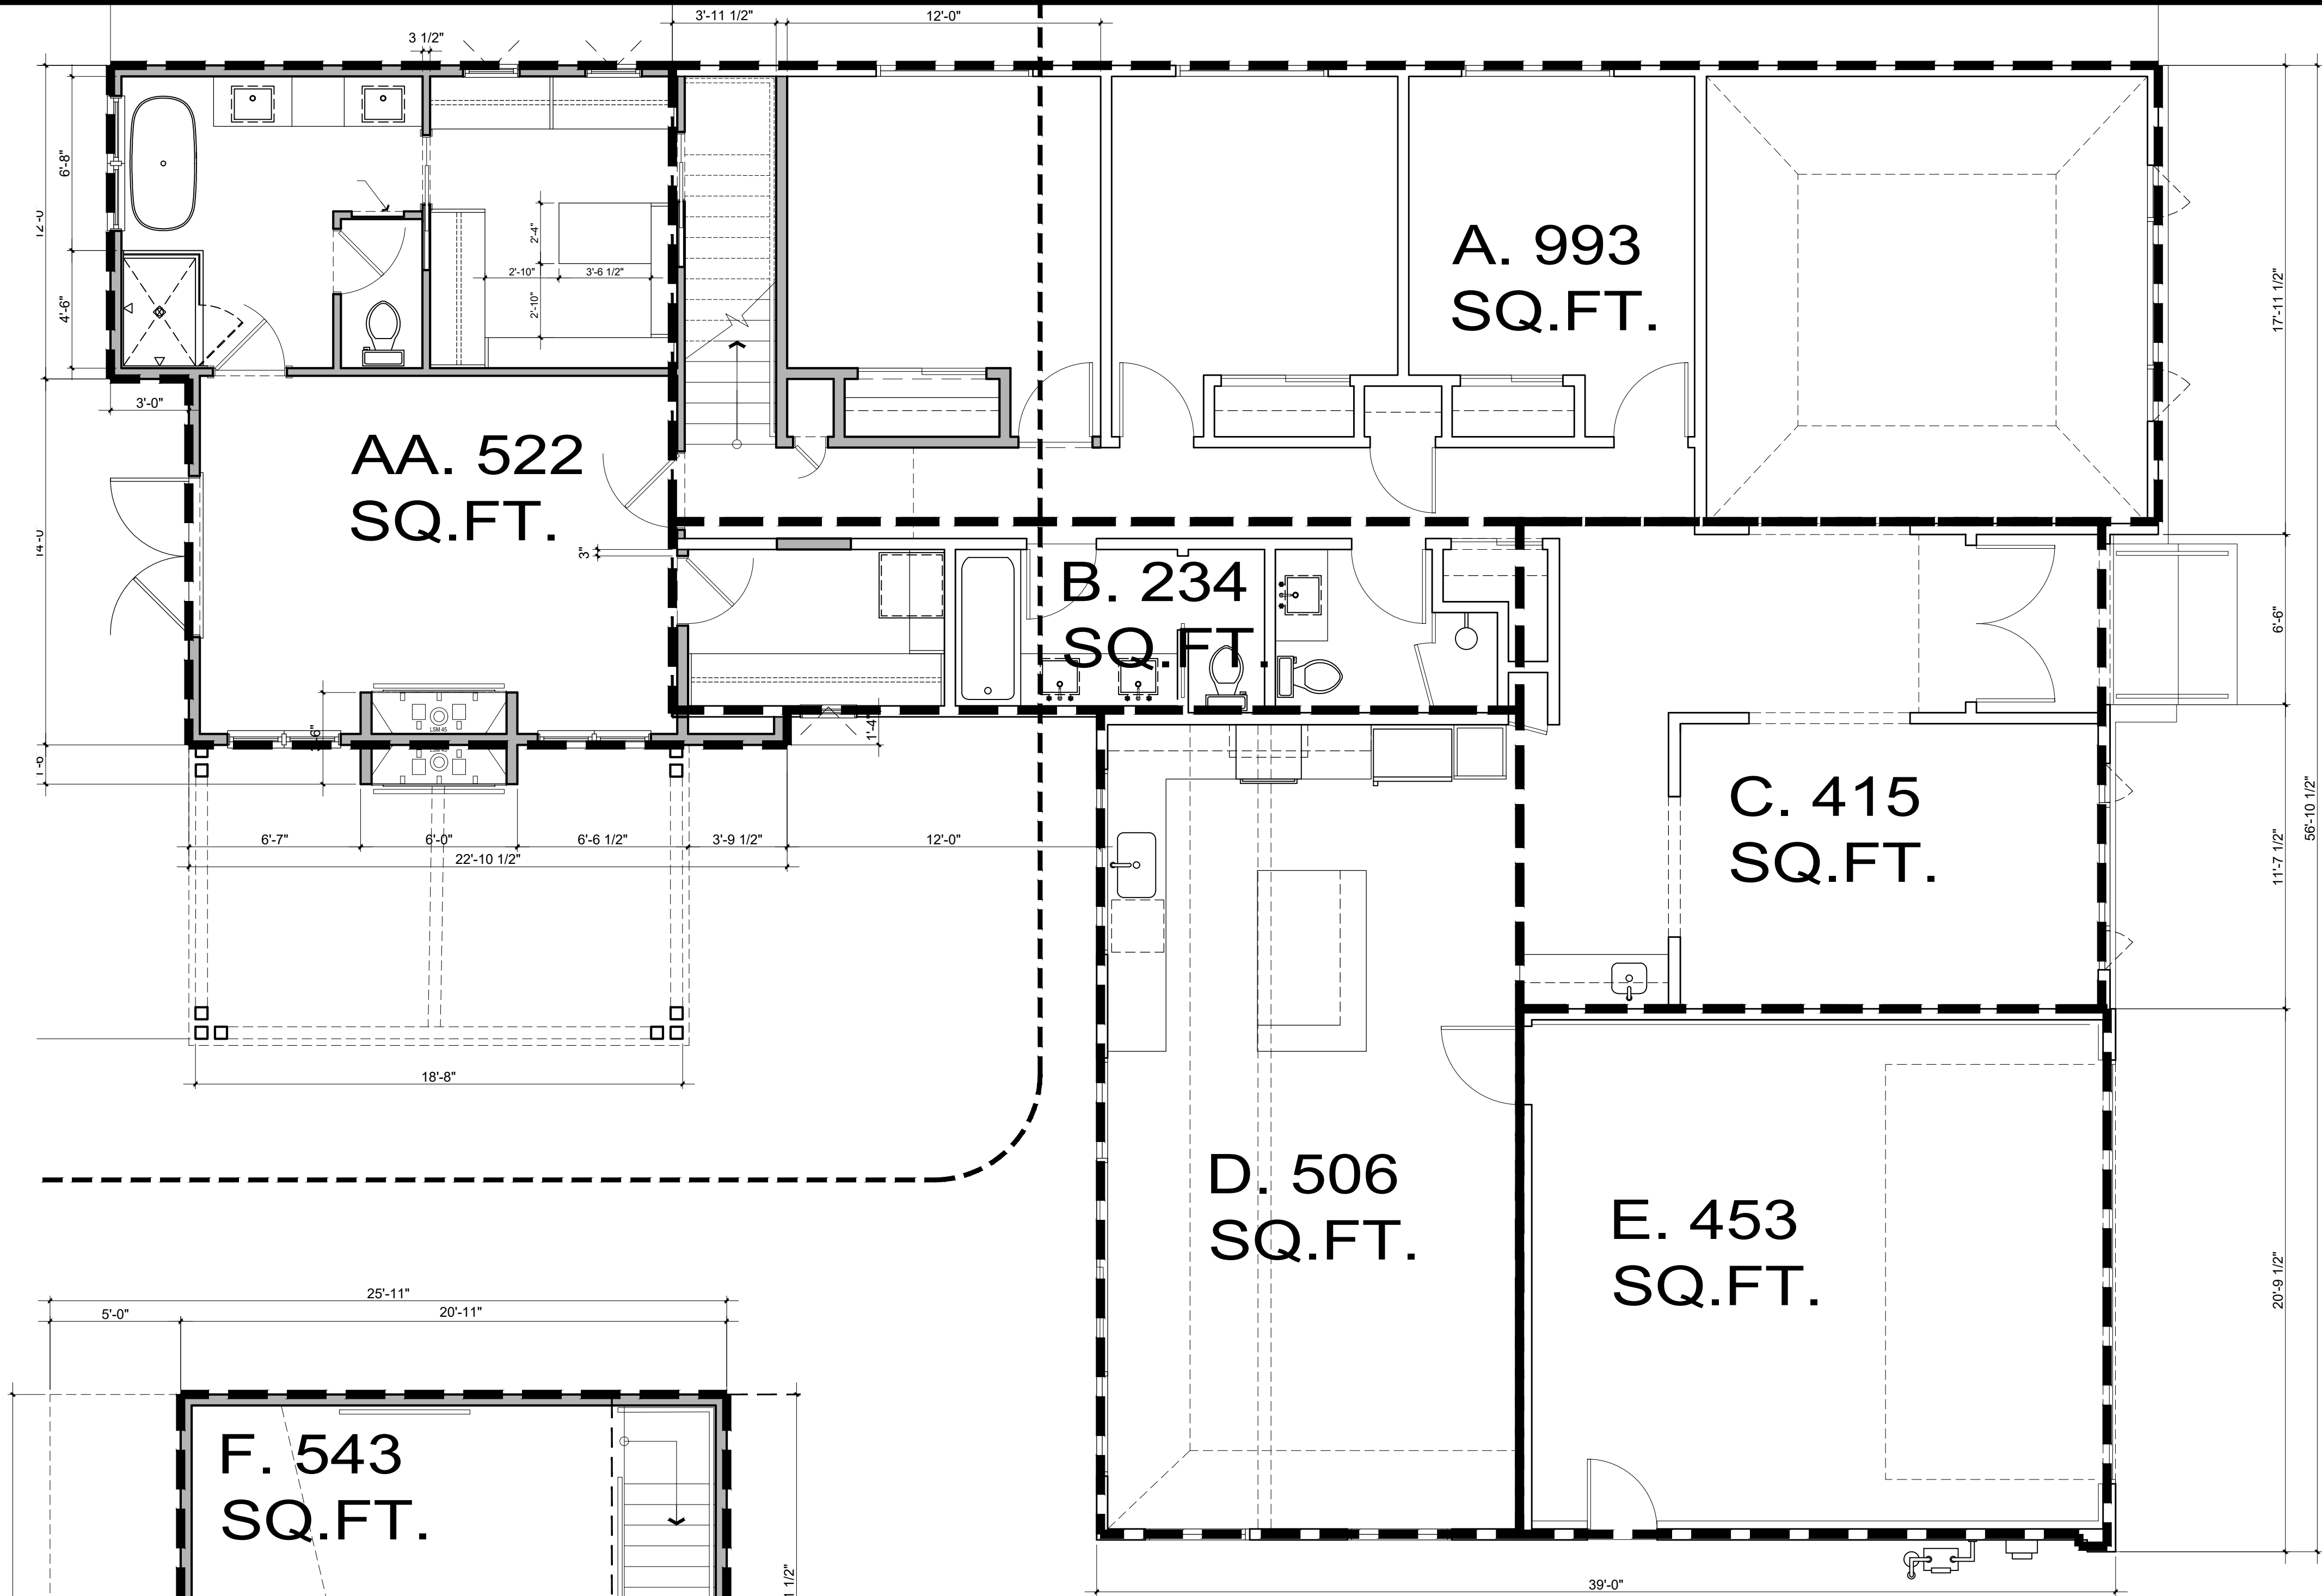 3'-11 1/2"
12'-0"
3 1/2"
6'-8"
4'-6"
3'-0"
2'-4"
2'-10"
3'-6 1/2"
2'-10"
A. 993
SQ.FT.
17'-11 1/2"
AA. 522
SQ.FT.
3"
B. 234
SQ.FT.
6'-6"
LSM 45
LSM 45
1'-4"
C. 415
SQ.FT.
56'-10 1/2"
11'-7 1/2"
6'-7"
6'-0"
6'-6 1/2"
3'-9 1/2"
12'-0"
22'-10 1/2"
18'-8"
D. 506
SQ.FT.
E. 453
SQ.FT.
20'-9 1/2"
25'-11"
5'-0"
20'-11"
F. 543
SQ.FT.
39'-0"